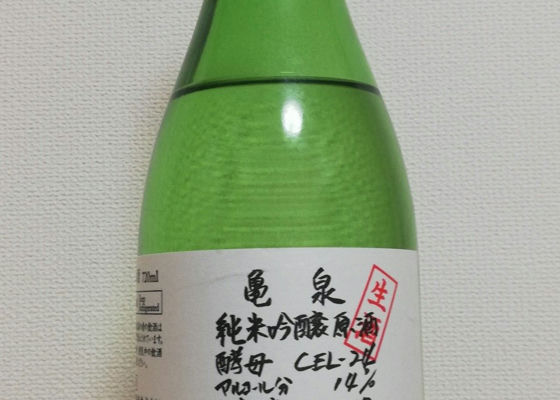 亀泉
生酒
純米吟醸原酒
酵母 CEL-24
アルコール分 14%
720ml